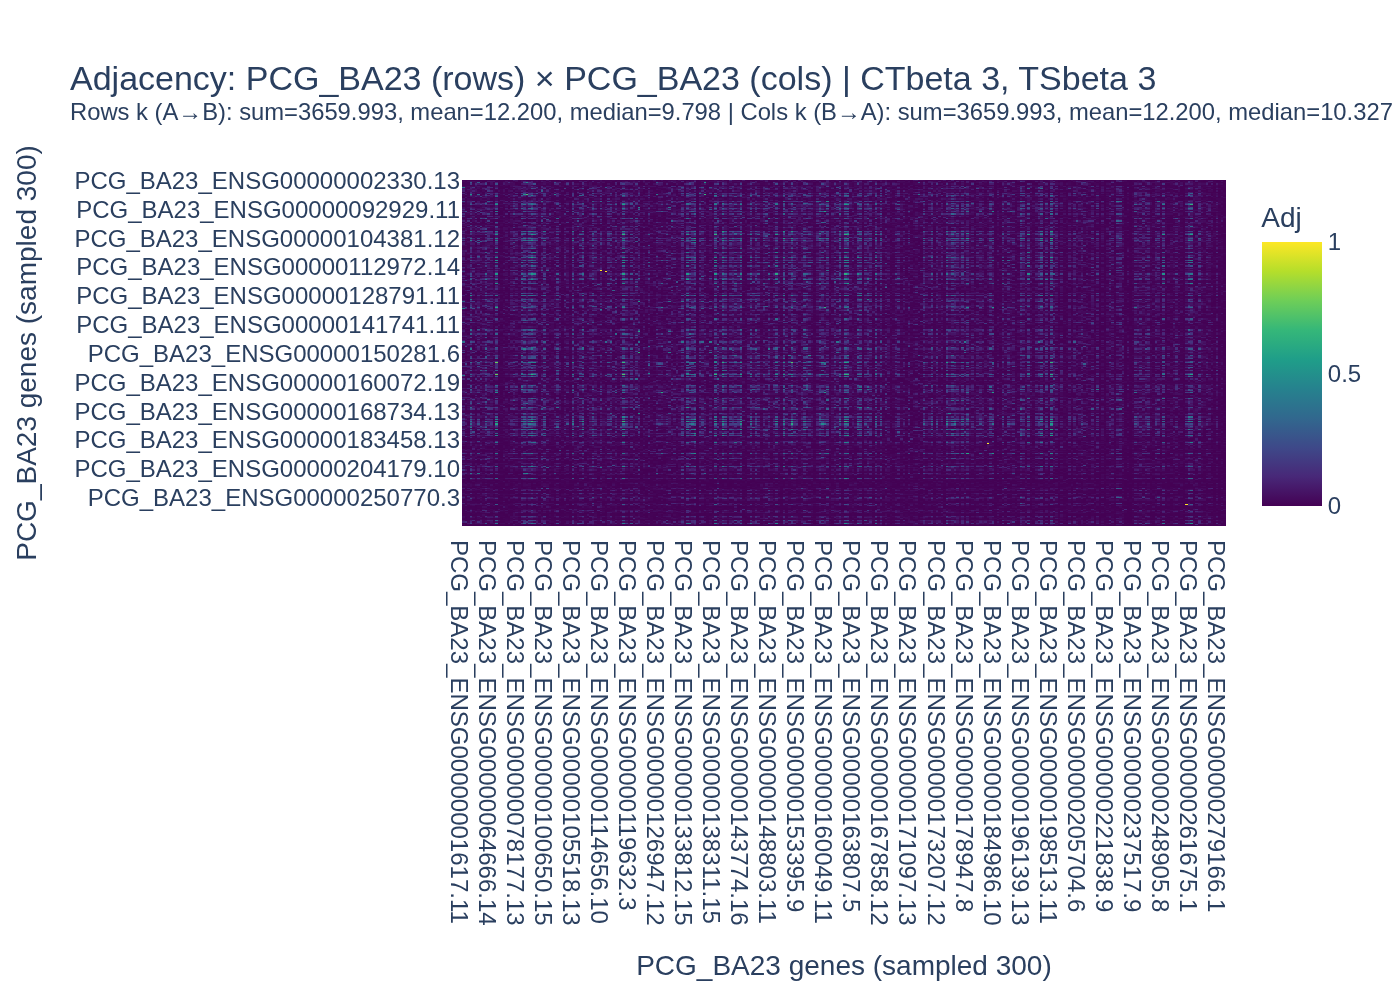 Adjacency: PCG_BA23 (rows) × PCG_BA23 (cols) | CTbeta 3, TSbeta 3
Rows k (A→B): sum=3659.993, mean=12.200, median=9.798 | Cols k (B→A): sum=3659.993, mean=12.200, median=10.327
PCG_BA23 genes (sampled 300)
PCG_BA23_ENSG00000002330.13
PCG_BA23_ENSG00000092929.11
PCG_BA23_ENSG00000104381.12
PCG_BA23_ENSG00000112972.14
PCG_BA23_ENSG00000128791.11
PCG_BA23_ENSG00000141741.11
PCG_BA23_ENSG00000150281.6
PCG_BA23_ENSG00000160072.19
PCG_BA23_ENSG00000168734.13
PCG_BA23_ENSG00000183458.13
PCG_BA23_ENSG00000204179.10
PCG_BA23_ENSG00000250770.3
Adj
1
0.5
0
PCG_BA23_ENSG00000001617.11
PCG_BA23_ENSG00000064666.14
PCG_BA23_ENSG00000078177.13
PCG_BA23_ENSG00000100650.15
PCG_BA23_ENSG00000105518.13
PCG_BA23_ENSG00000114656.10
PCG_BA23_ENSG00000119632.3
PCG_BA23_ENSG00000126947.12
PCG_BA23_ENSG00000133812.15
PCG_BA23_ENSG00000138311.15
PCG_BA23_ENSG00000143774.16
PCG_BA23_ENSG00000148803.11
PCG_BA23_ENSG00000153395.9
PCG_BA23_ENSG00000160049.11
PCG_BA23_ENSG00000163807.5
PCG_BA23_ENSG00000167858.12
PCG_BA23_ENSG00000171097.13
PCG_BA23_ENSG00000173207.12
PCG_BA23_ENSG00000178947.8
PCG_BA23_ENSG00000184986.10
PCG_BA23_ENSG00000196139.13
PCG_BA23_ENSG00000198513.11
PCG_BA23_ENSG00000205704.6
PCG_BA23_ENSG00000221838.9
PCG_BA23_ENSG00000237517.9
PCG_BA23_ENSG00000248905.8
PCG_BA23_ENSG00000261675.1
PCG_BA23_ENSG00000279166.1
PCG_BA23 genes (sampled 300)